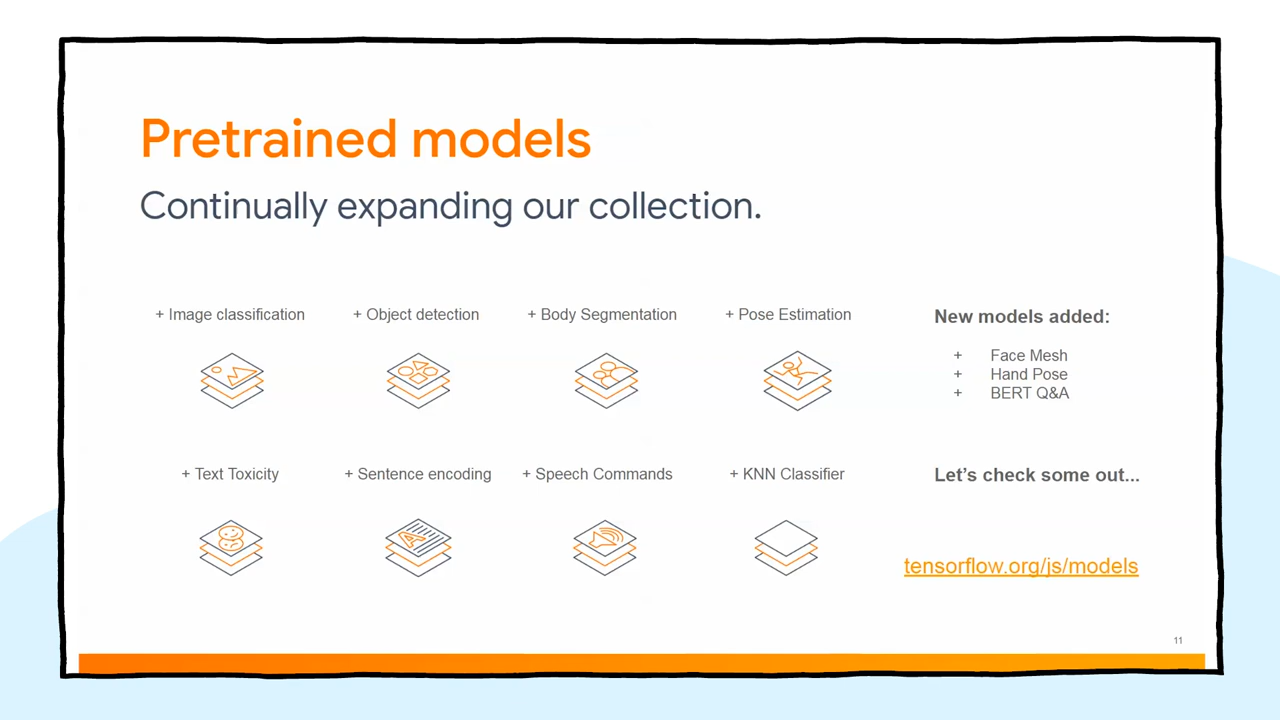 Pretrained models
Continually expanding our collection.
+ Image classification
+ Object detection
+ Body Segmentation
+ Pose Estimation
New models added:
+ Face Mesh
+ Hand Pose
+ BERT Q&A
+ Text Toxicity
+ Sentence encoding
+ Speech Commands
+ KNN Classifier
Let's check some out...
A
tensorflow.org/js/models
11